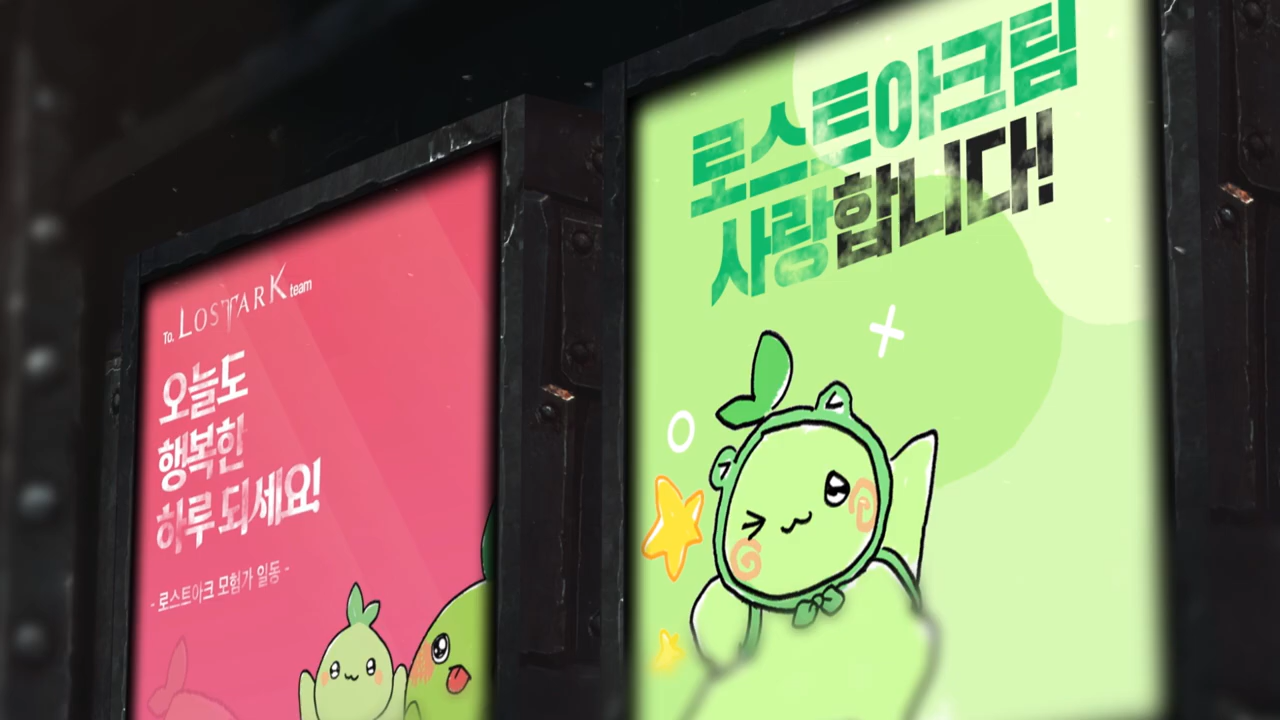 To. LOSTARK team
오늘도
행복한
하루 되세요!
- 로스트아크 모험가 일동 -
로스트아크림
사랑합니다!